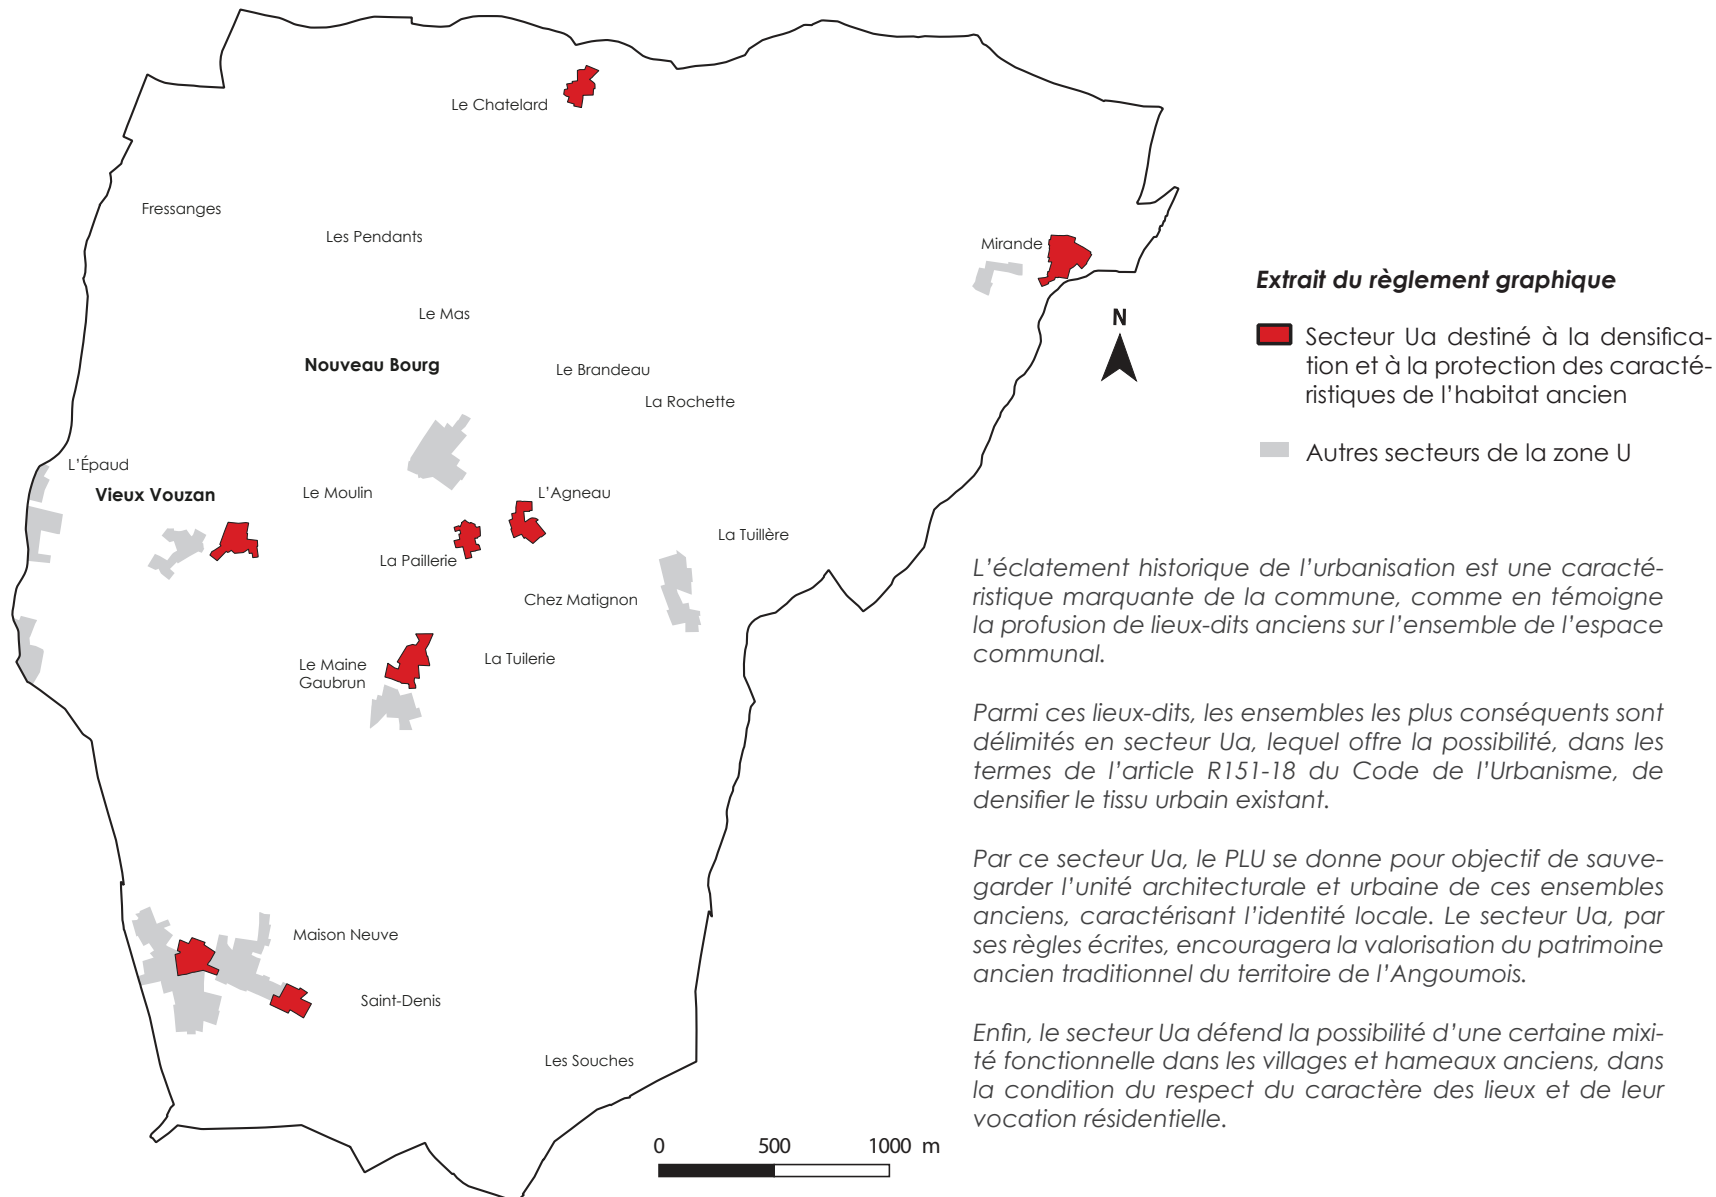 Le Chatelard
Fressanges
Les Pendants
Mirande
Le Mas
Nouveau Bourg
Le Brandeau
La Rochette
L'Épaud
Vieux Vouzan
Le Moulin
L'Agneau
La Paillerie
La Tuillère
Chez Matignon
Le Maine
Gaubrun
La Tuilerie
Maison Neuve
Saint-Denis
Les Souches
0 500 1000 m
N
Extrait du règlement graphique
Secteur Ua destiné à la densifica-
tion et à la protection des caracté-
ristiques de l'habitat ancien
Autres secteurs de la zone U
L'éclatement historique de l'urbanisation est une caracté-
ristique marquante de la commune, comme en témoigne
la profusion de lieux-dits anciens sur l'ensemble de l'espace
communal.
Parmi ces lieux-dits, les ensembles les plus conséquents sont
délimités en secteur Ua, lequel offre la possibilité, dans les
termes de l'article R151-18 du Code de l'Urbanisme, de
densifier le tissu urbain existant.
Par ce secteur Ua, le PLU se donne pour objectif de sauve-
garder l'unité architecturale et urbaine de ces ensembles
anciens, caractérisant l'identité locale. Le secteur Ua, par
ses règles écrites, encouragera la valorisation du patrimoine
ancien traditionnel du territoire de l'Angoumois.
Enfin, le secteur Ua défend la possibilité d'une certaine mixi-
té fonctionnelle dans les villages et hameaux anciens, dans
la condition du respect du caractère des lieux et de leur
vocation résidentielle.